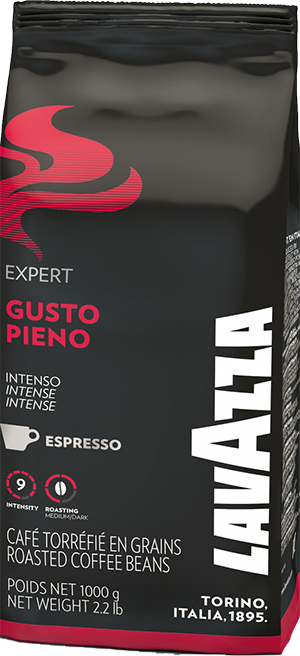 EXPERT
GUSTO
PIENO
INTENSO
INTENSE
INTENSE
ESPRESSO
9
INTENSITY
ROASTING
MEDIUM/DARK
CAFÉ TORRÉFIÉ EN GRAINS
ROASTED COFFEE BEANS
POIDS NET 1000 g
NET WEIGHT 2.2 lb
LAVAZZA
TORINO,
ITALIA, 1895.